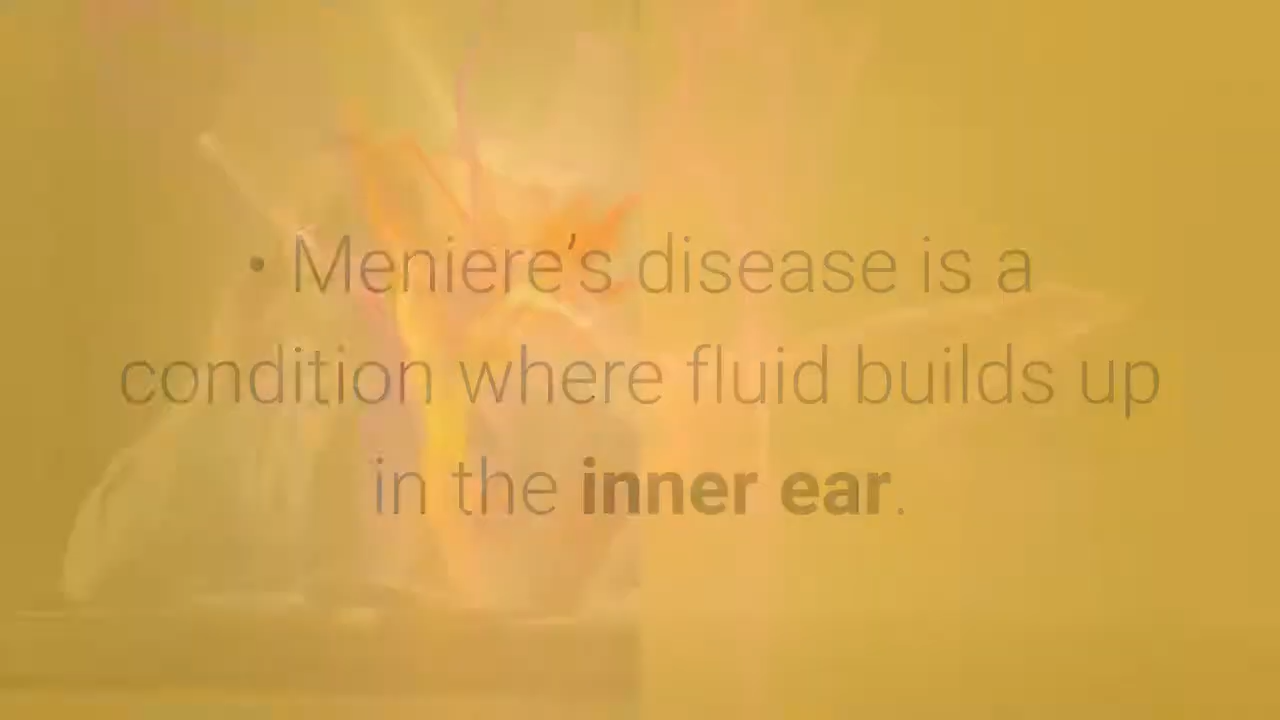 • Meniere’s disease is a
condition where fluid builds up
in the inner ear.